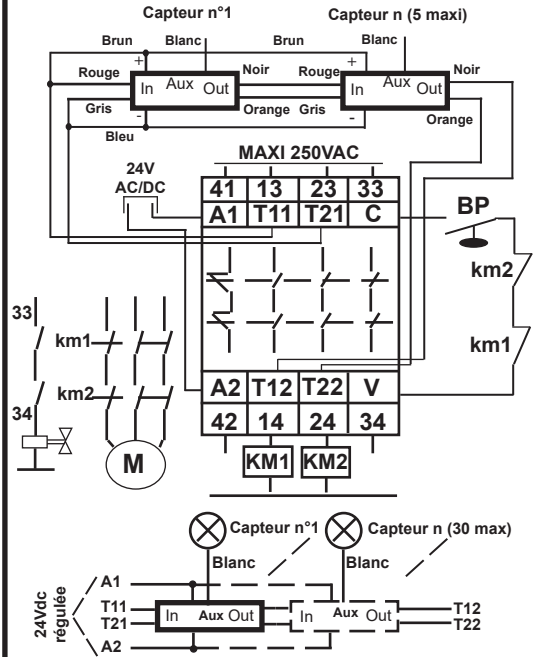 Capteur n°1 Capteur n (5 maxi)
Brun Blanc Brun Blanc
Rouge + In Aux Out Noir Rouge + In Aux Out Noir
Gris - Orange Gris - Orange
Bleu
MAXI 250VAC
24V
AC/DC
41 13 23 33
A1 T11 T21 C
BP
km2
km1
33
km1
km2
34
M
A2 T12 T22 V
42 14 24 34
KM1 KM2
Capteur n°1 Capteur n (30 max)
Blanc Blanc
24Vdc
régulée
A1
T11 In Aux Out In Aux Out T12
T21 T22
A2